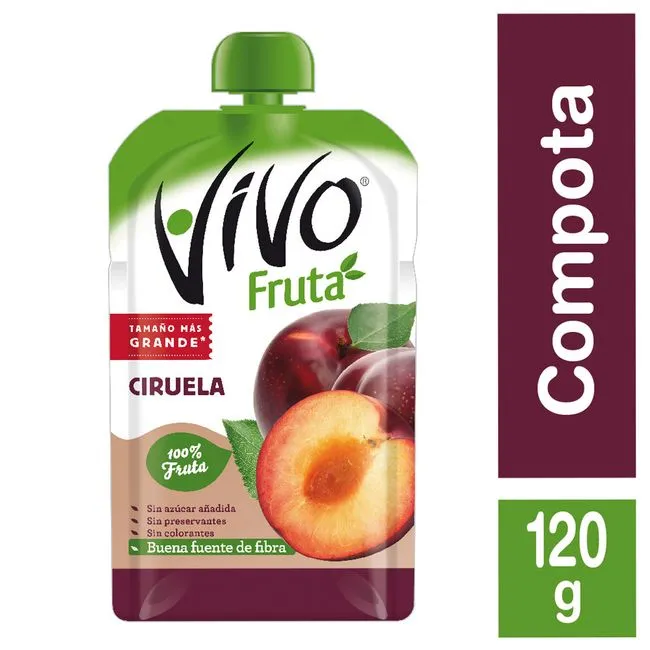 ViVO®
Fruta
TAMAÑO MÁS
GRANDE*
CIRUELA
100%
Fruta
Sin azúcar añadida
Sin preservantes
Sin colorantes
Buena fuente de fibra
Compota
120
g